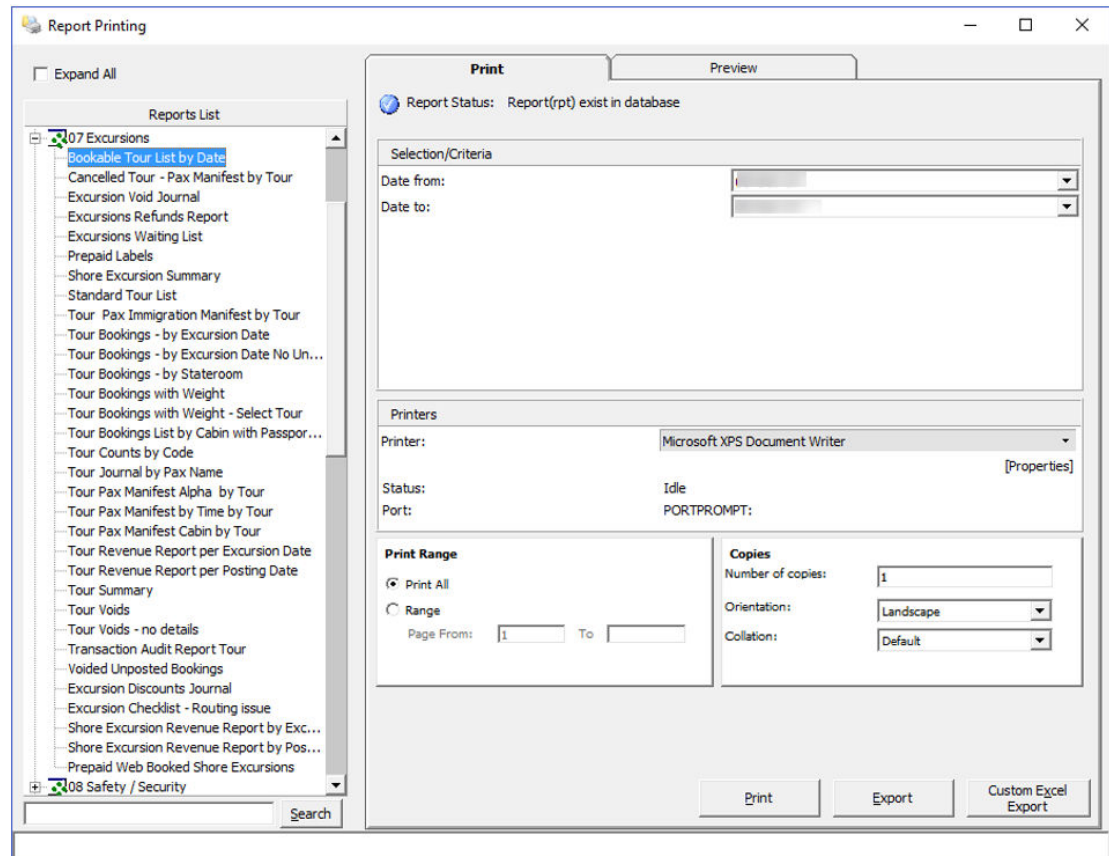 Report Printing
Expand All
Reports List
07 Excursions
Bookable Tour List by Date
Cancelled Tour - Pax Manifest by Tour
Excursion Void Journal
Excursions Refunds Report
Excursions Waiting List
Prepaid Labels
Shore Excursion Summary
Standard Tour List
Tour  Pax Immigration Manifest by Tour
Tour Bookings - by Excursion Date
Tour Bookings - by Excursion Date No Un...
Tour Bookings - by Stateroom
Tour Bookings with Weight
Tour Bookings with Weight - Select Tour
Tour Bookings List by Cabin with Passpor...
Tour Counts by Code
Tour Journal by Pax Name
Tour Pax Manifest Alpha  by Tour
Tour Pax Manifest by Time by Tour
Tour Pax Manifest Cabin by Tour
Tour Revenue Report per Excursion Date
Tour Revenue Report per Posting Date
Tour Summary
Tour Voids
Tour Voids - no details
Transaction Audit Report Tour
Voided Unposted Bookings
Excursion Discounts Journal
Excursion Checklist - Routing issue
Shore Excursion Revenue Report by Exc...
Shore Excursion Revenue Report by Pos...
Prepaid Web Booked Shore Excursions
08 Safety / Security
Search
Print Preview
Report Status: Report(rpt) exist in database
Selection/Criteria
Date from:
Date to:
Printers
Printer: Microsoft XPS Document Writer
[Properties]
Status: Idle
Port: PORTPROMPT:
Print Range
Print All
Range
Page From: 1 To
Copies
Number of copies: 1
Orientation: Landscape
Collation: Default
Print Export Custom Excel
Export